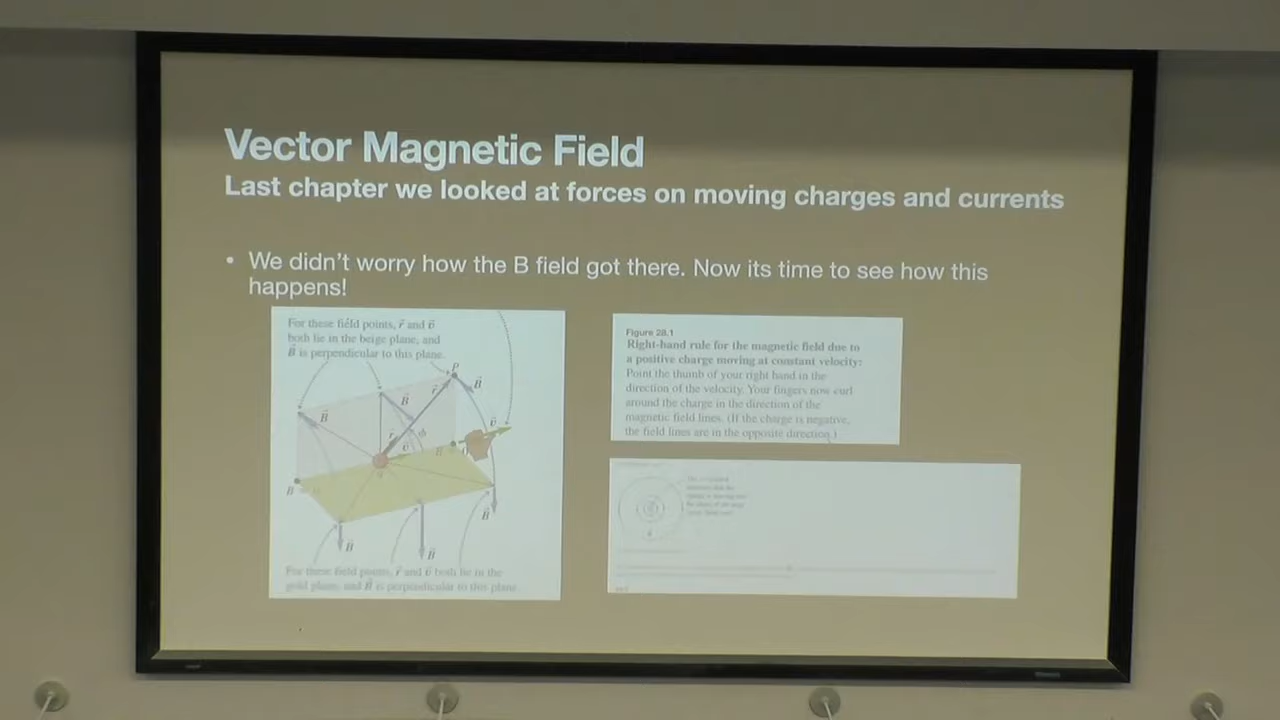 Vector Magnetic Field
Last chapter we looked at forces on moving charges and currents
• We didn't worry how the B field got there. Now its time to see how this
happens!
For these field points, r⃗ and v⃗
both lie in the beige plane, and
B⃗ is perpendicular to this plane.
P
B⃗
r⃗
B⃗
B⃗
v⃗
B
B⃗
B⃗
B⃗
For these field points, r⃗ and v⃗ both lie in the
gold plane, and B⃗ is perpendicular to this plane.
Figure 28.1
Right-hand rule for the magnetic field due to
a positive charge moving at constant velocity:
Point the thumb of your right hand in the
direction of the velocity. Your fingers now curl
around the charge in the direction of the
magnetic field lines. (If the charge is negative,
the field lines are in the opposite direction.)